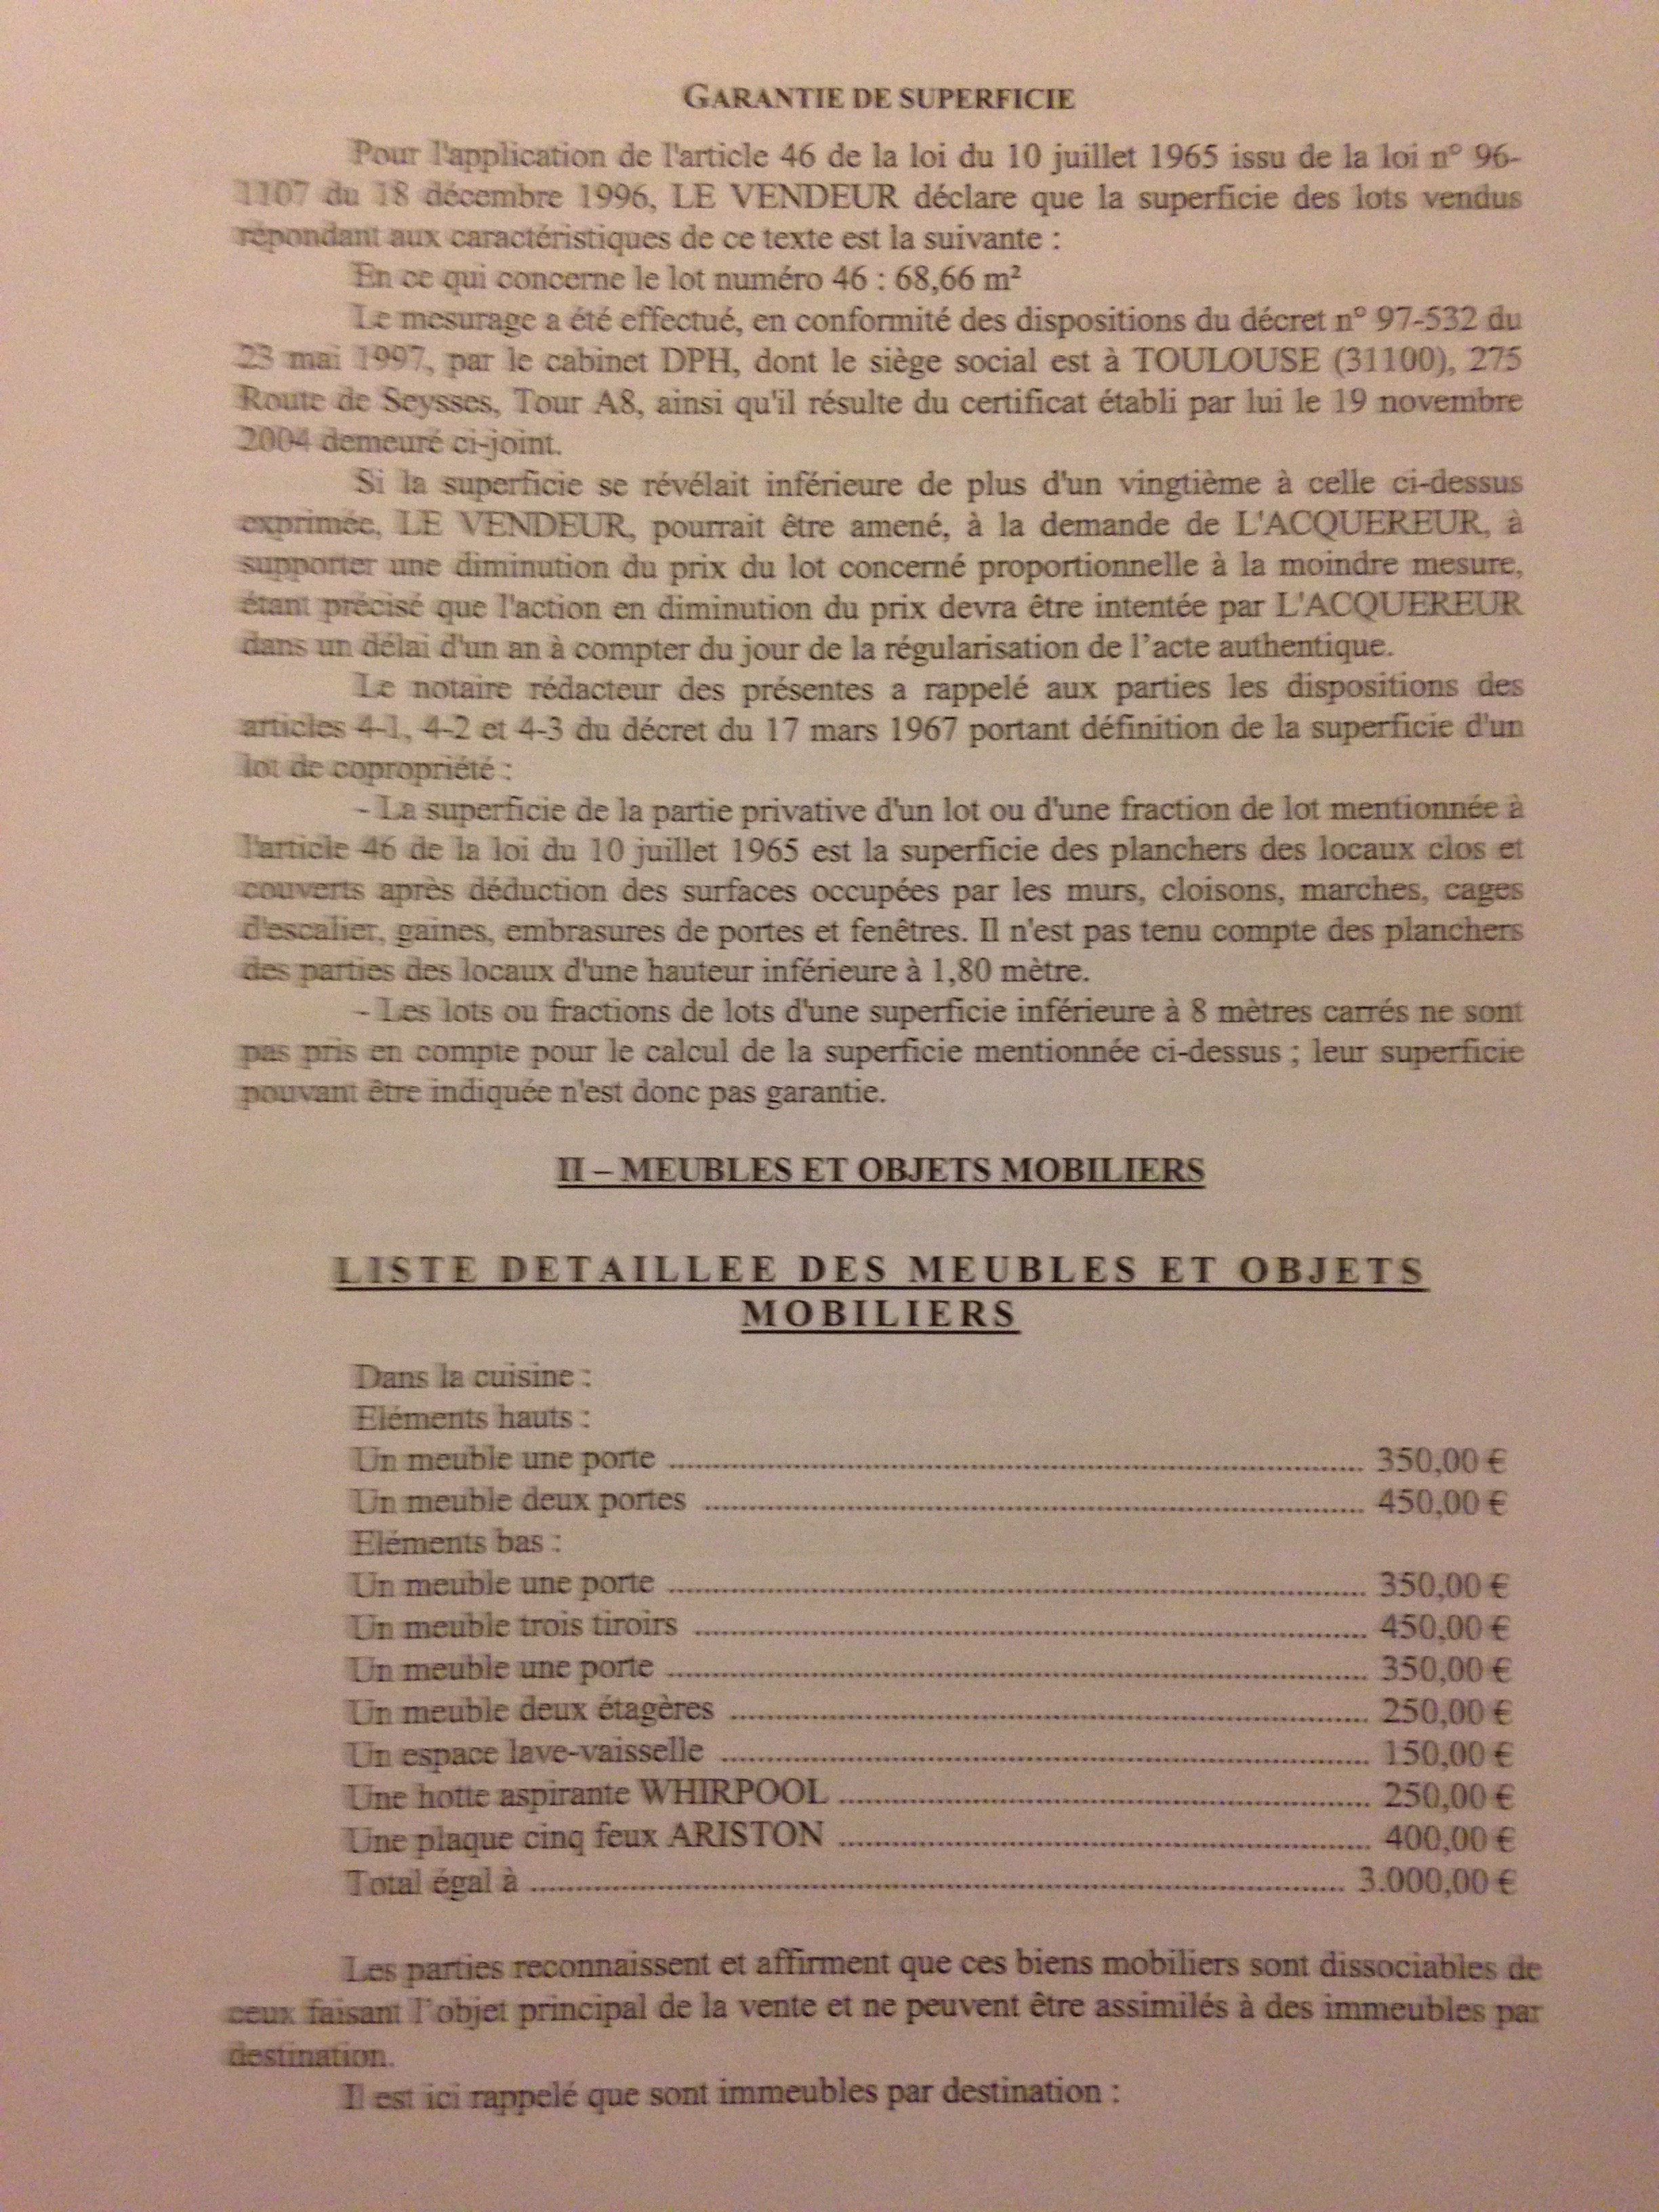 GARANTIE DE SUPERFICIE
Pour l'application de l'article 46 de la loi du 10 juillet 1965 issu de la loi n° 96-
1107 du 18 décembre 1996, LE VENDEUR déclare que la superficie des lots vendus
répondant aux caractéristiques de ce texte est la suivante :
En ce qui concerne le lot numéro 46 : 68,66 m²
Le mesurage a été effectué, en conformité des dispositions du décret n° 97-532 du
23 mai 1997, par le cabinet DPH, dont le siège social est à TOULOUSE (31100), 275
Route de Seysses, Tour A8, ainsi qu'il résulte du certificat établi par lui le 19 novembre
2004 demeuré ci-joint.
Si la superficie se révélait inférieure de plus d'un vingtième à celle ci-dessus
exprimée, LE VENDEUR, pourrait être amené, à la demande de L'ACQUEREUR, à
supporter une diminution du prix du lot concerné proportionnelle à la moindre mesure,
étant précisé que l'action en diminution du prix devra être intentée par L'ACQUEREUR
dans un délai d'un an à compter du jour de la régularisation de l’acte authentique.
Le notaire rédacteur des présentes a rappelé aux parties les dispositions des
articles 4-1, 4-2 et 4-3 du décret du 17 mars 1967 portant définition de la superficie d'un
lot de copropriété :
- La superficie de la partie privative d'un lot ou d'une fraction de lot mentionnée à
l'article 46 de la loi du 10 juillet 1965 est la superficie des planchers des locaux clos et
couverts après déduction des surfaces occupées par les murs, cloisons, marches, cages
d'escalier, gaines, embrasures de portes et fenêtres. Il n'est pas tenu compte des planchers
des parties des locaux d'une hauteur inférieure à 1,80 mètre.
- Les lots ou fractions de lots d'une superficie inférieure à 8 mètres carrés ne sont
pas pris en compte pour le calcul de la superficie mentionnée ci-dessus ; leur superficie
pouvant être indiquée n'est donc pas garantie.
II – MEUBLES ET OBJETS MOBILIERS
LISTE DETAILLEE DES MEUBLES ET OBJETS
MOBILIERS
Dans la cuisine :
Eléments hauts :
Un meuble une porte ........ 350,00 €
Un meuble deux portes ........ 450,00 €
Eléments bas :
Un meuble une porte ........ 350,00 €
Un meuble trois tiroirs ........ 450,00 €
Un meuble une porte ........ 350,00 €
Un meuble deux étagères ........ 250,00 €
Un espace lave-vaisselle ........ 150,00 €
Une hotte aspirante WHIRPOOL ........ 250,00 €
Une plaque cinq feux ARISTON ........ 400,00 €
Total égal à ........ 3.000,00 €
Les parties reconnaissent et affirment que ces biens mobiliers sont dissociables de
ceux faisant l’objet principal de la vente et ne peuvent être assimilés à des immeubles par
destination.
Il est ici rappelé que sont immeubles par destination :